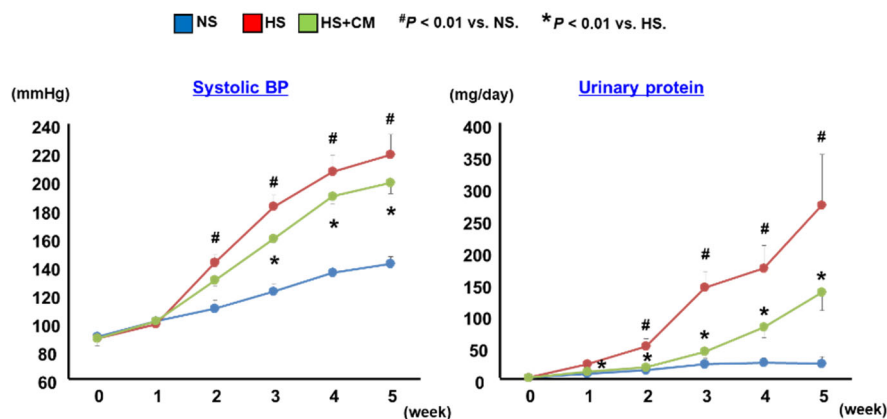 NS HS HS+CM #P < 0.01 vs. NS. *P < 0.01 vs. HS.
(mmHg) Systolic BP (mg/day) Urinary protein
240
220
200
180
160
140
120
100
80
60
# # # #
* * *
0 1 2 3 4 5
(week)
400
350
300
250
200
150
100
50
0
# # # #
* * * * *
0 1 2 3 4 5
(week)